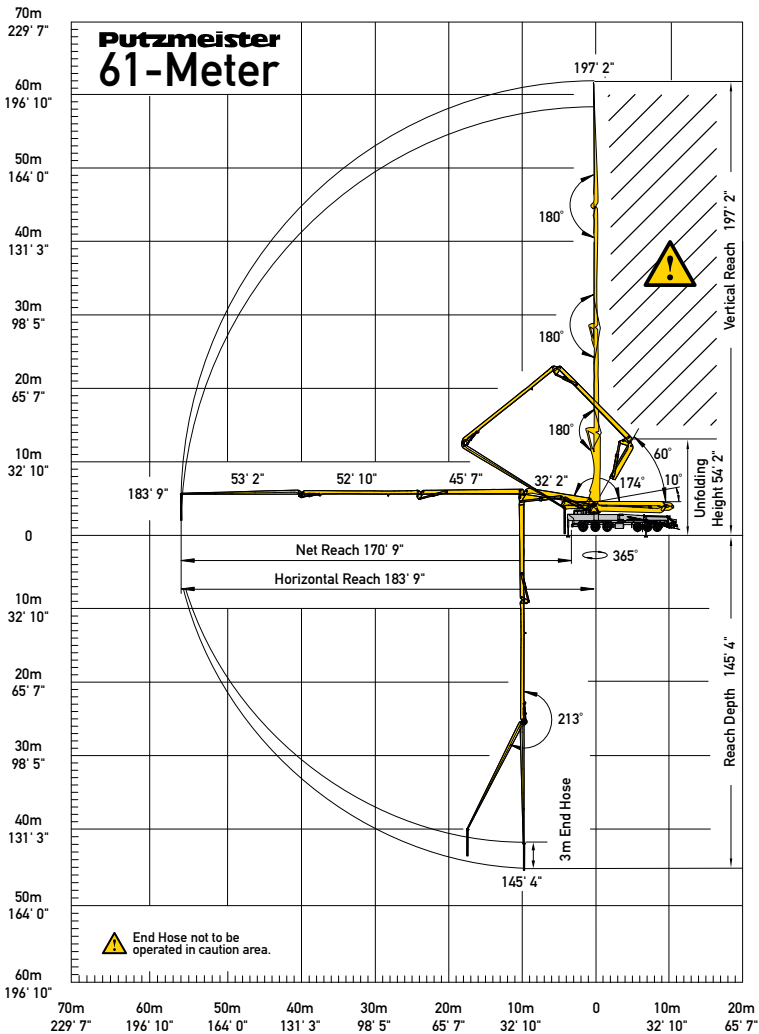 Putzmeister
61-Meter
70m
229' 7"
60m
196' 10"
50m
164' 0"
40m
131' 3"
30m
98' 5"
20m
65' 7"
10m
32' 10"
0
10m
32' 10"
20m
65' 7"
30m
98' 5"
40m
131' 3"
50m
164' 0"
60m
196' 10"
197' 2"
180°
180°
180°
Vertical Reach 197' 2"
60°
10°
174°
Unfolding
Height 54' 2"
183' 9"
53' 2"
52' 10"
45' 7"
32' 2"
Net Reach 170' 9"
365°
Horizontal Reach 183' 9"
213°
Reach Depth 145' 4"
3m End Hose
145' 4"
End Hose not to be
operated in caution area.
70m 60m 50m 40m 30m 20m 10m 0 10m 20m
229' 7" 196' 10" 164' 0" 131' 3" 98' 5" 65' 7" 32' 10" 32' 10" 65' 7"